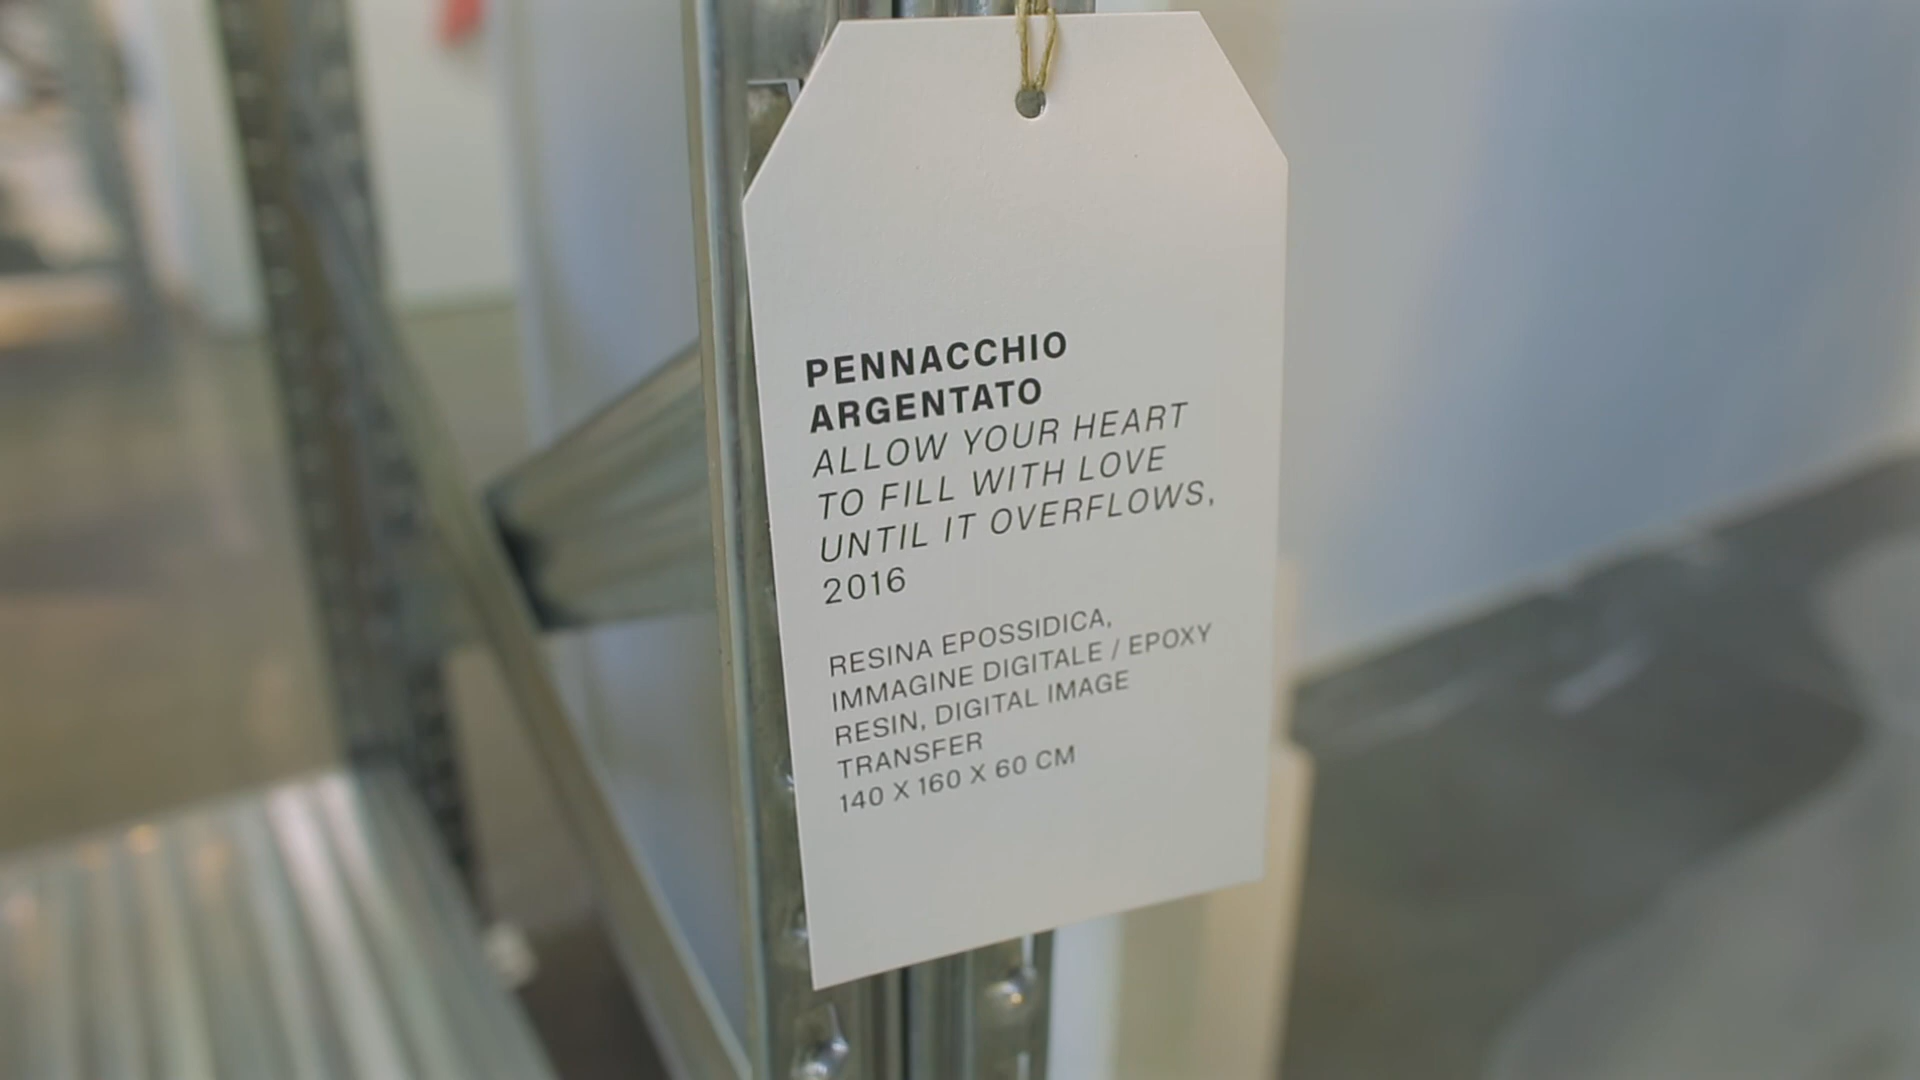 PENNACCHIO
ARGENTATO
ALLOW YOUR HEART
TO FILL WITH LOVE
UNTIL IT OVERFLOWS,
2016
RESINA EPOSSIDICA,
IMMAGINE DIGITALE / EPOXY
RESIN, DIGITAL IMAGE
TRANSFER
140 X 160 X 60 CM